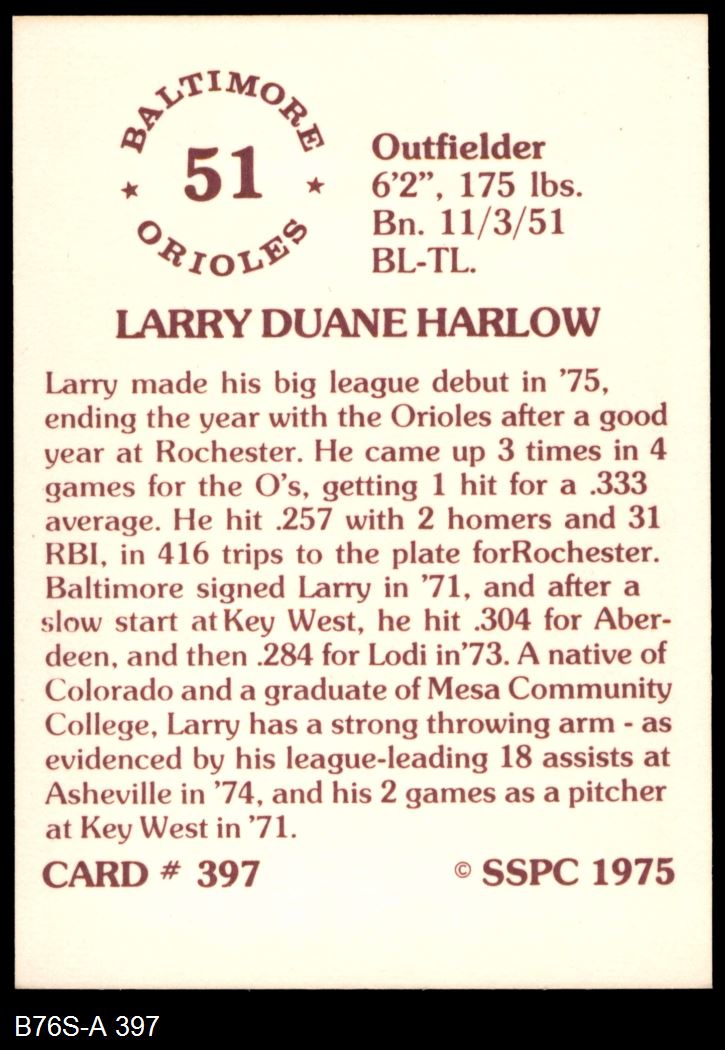 BALTIMORE
51
ORIOLES
Outfielder
6'2”, 175 lbs.
Bn. 11/3/51
BL-TL.
LARRY DUANE HARLOW
Larry made his big league debut in '75,
ending the year with the Orioles after a good
year at Rochester. He came up 3 times in 4
games for the O's, getting 1 hit for a .333
average. He hit .257 with 2 homers and 31
RBI, in 416 trips to the plate forRochester.
Baltimore signed Larry in '71, and after a
slow start at Key West, he hit .304 for Aber-
deen, and then .284 for Lodi in'73. A native of
Colorado and a graduate of Mesa Community
College, Larry has a strong throwing arm - as
evidenced by his league-leading 18 assists at
Asheville in '74, and his 2 games as a pitcher
at Key West in '71.
CARD # 397 © SSPC 1975
B76S-A 397